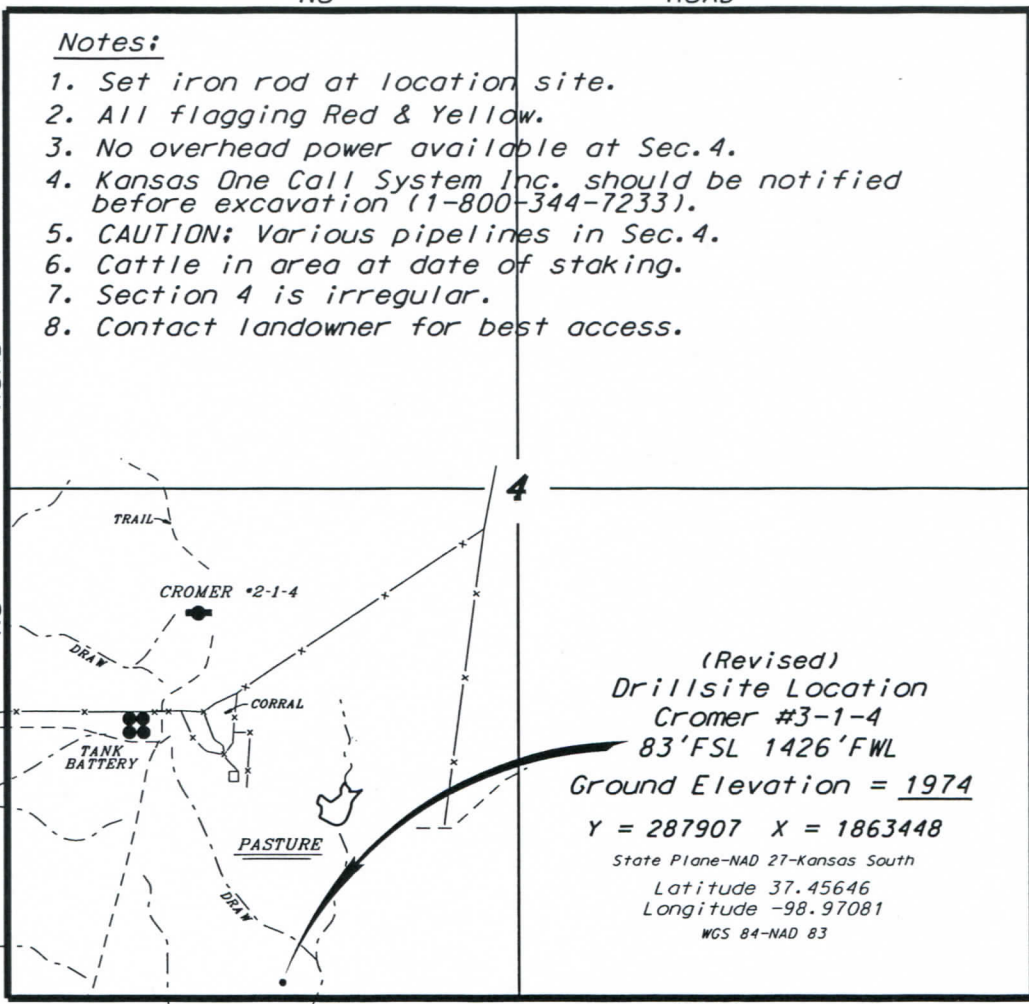 Notes:
1. Set iron rod at location site.
2. All flagging Red & Yellow.
3. No overhead power available at Sec.4.
4. Kansas One Call System Inc. should be notified
before excavation (1-800-344-7233).
5. CAUTION: Various pipelines in Sec.4.
6. Cattle in area at date of staking.
7. Section 4 is irregular.
8. Contact landowner for best access.
4
TRAIL
CROMER #2-1-4
DRAW
CORRAL
TANK
BATTERY
PASTURE
DRAW
(Revised)
Drillsite Location
Cromer #3-1-4
83'FSL 1426'FWL
Ground Elevation = 1974
Y = 287907 X = 1863448
State Plane-NAD 27-Kansas South
Latitude 37.45646
Longitude -98.97081
WGS 84-NAD 83